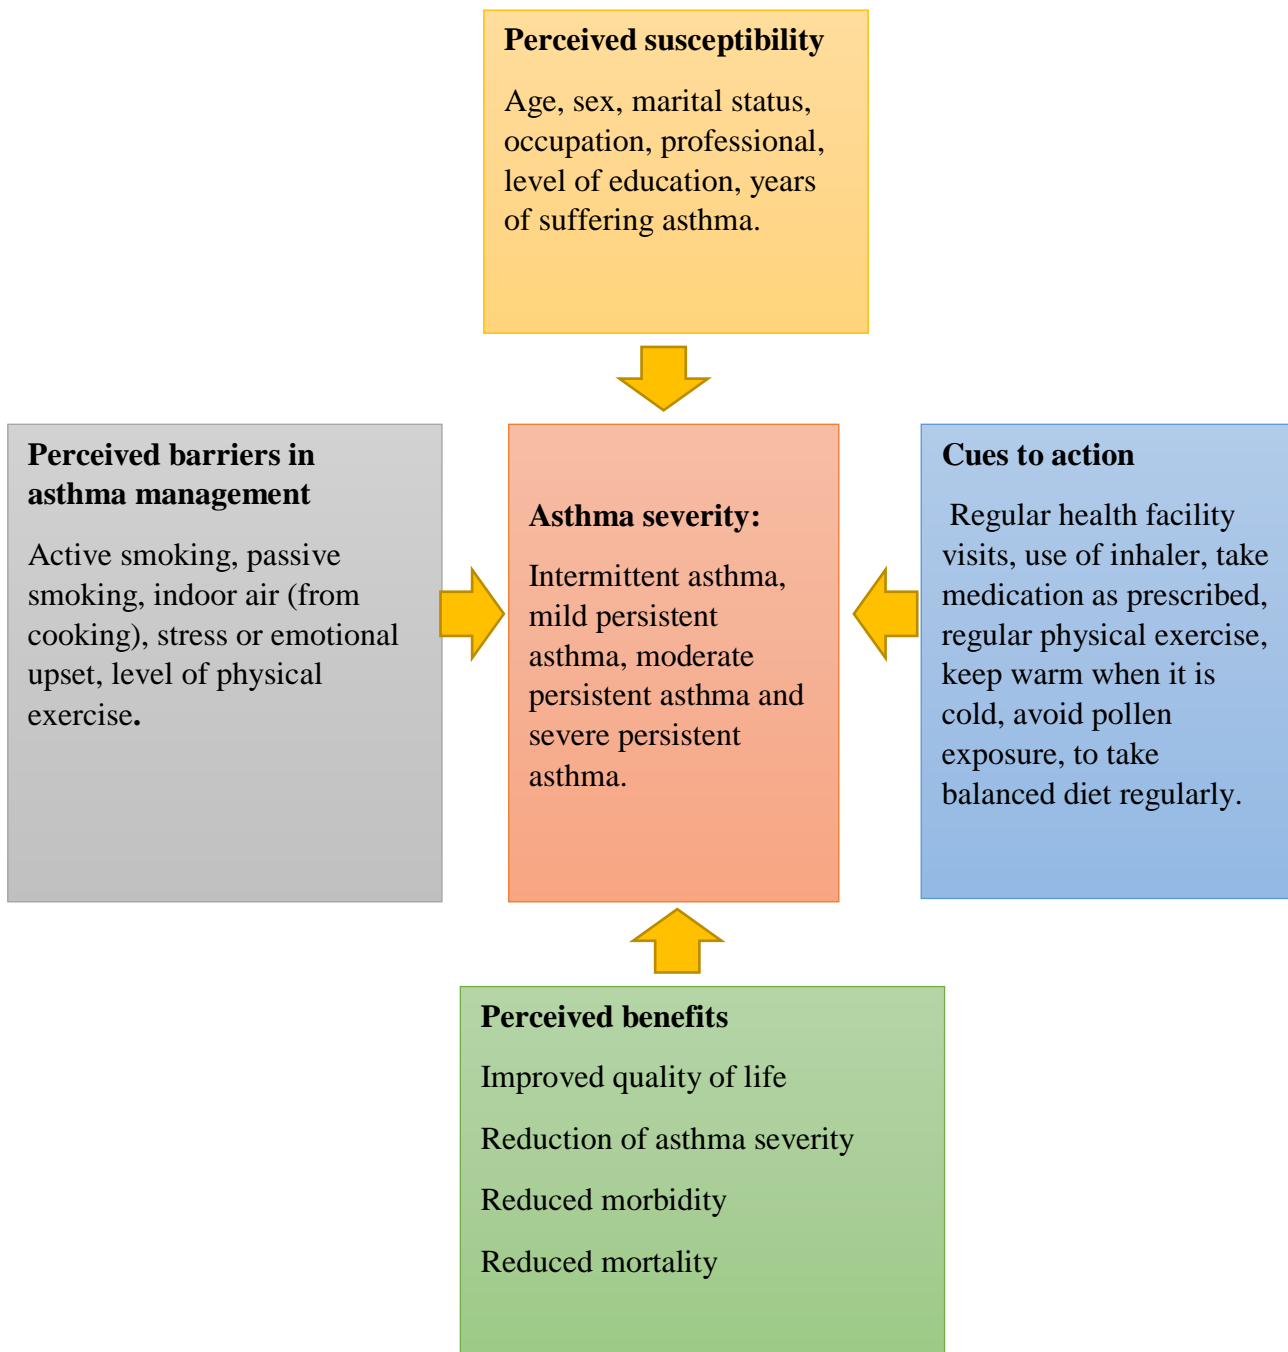 Perceived susceptibility
Age, sex, marital status,
occupation, professional,
level of education, years
of suffering asthma.
Perceived barriers in
asthma management
Active smoking, passive
smoking, indoor air (from
cooking), stress or emotional
upset, level of physical
exercise.
Asthma severity:
Intermittent asthma,
mild persistent
asthma, moderate
persistent asthma and
severe persistent
asthma.
Cues to action
Regular health facility
visits, use of inhaler, take
medication as prescribed,
regular physical exercise,
keep warm when it is
cold, avoid pollen
exposure, to take
balanced diet regularly.
Perceived benefits
Improved quality of life
Reduction of asthma severity
Reduced morbidity
Reduced mortality